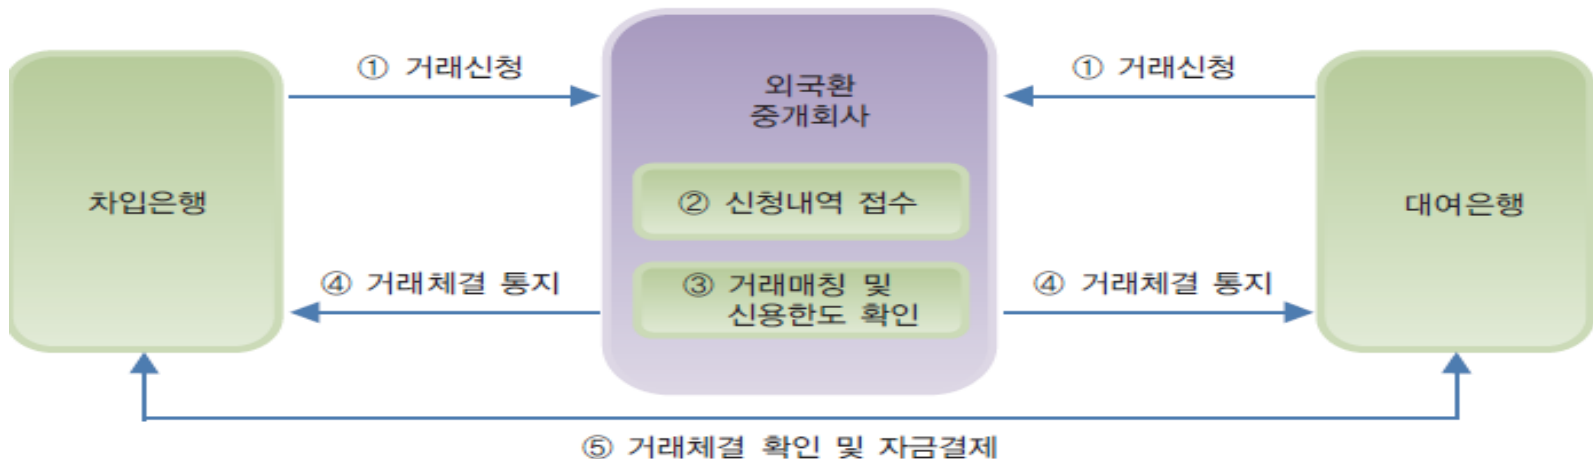 ① 거래신청
① 거래신청
외국환
중개회사
차입은행
② 신청내역 접수
대여은행
④ 거래체결 통지
③ 거래매칭 및
신용한도 확인
④ 거래체결 통지
⑤ 거래체결 확인 및 자금결제